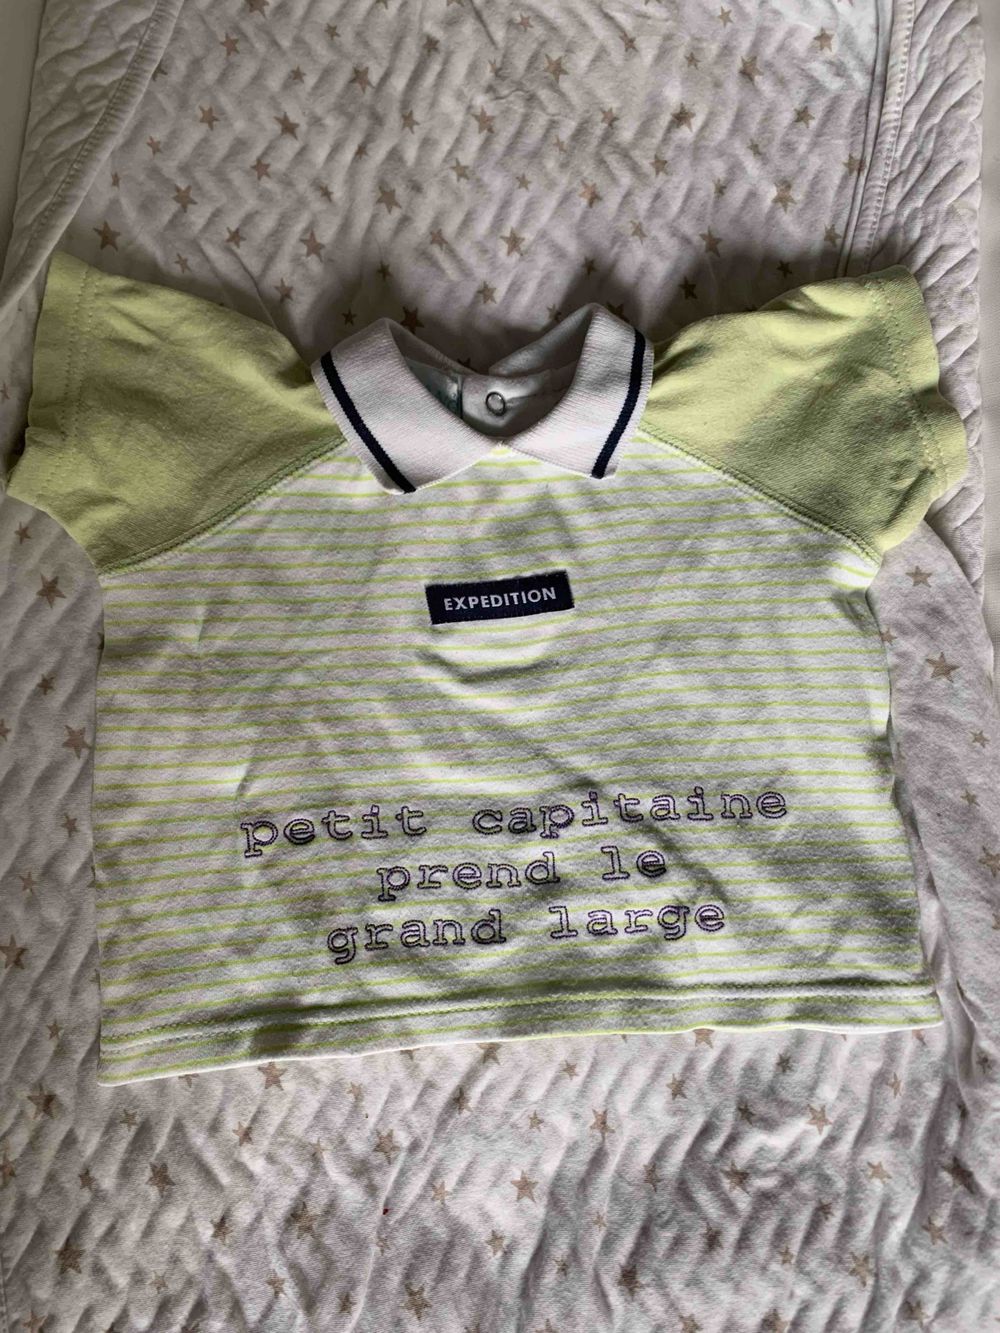 EXPEDITION
petit capitaine
prend le
grand large